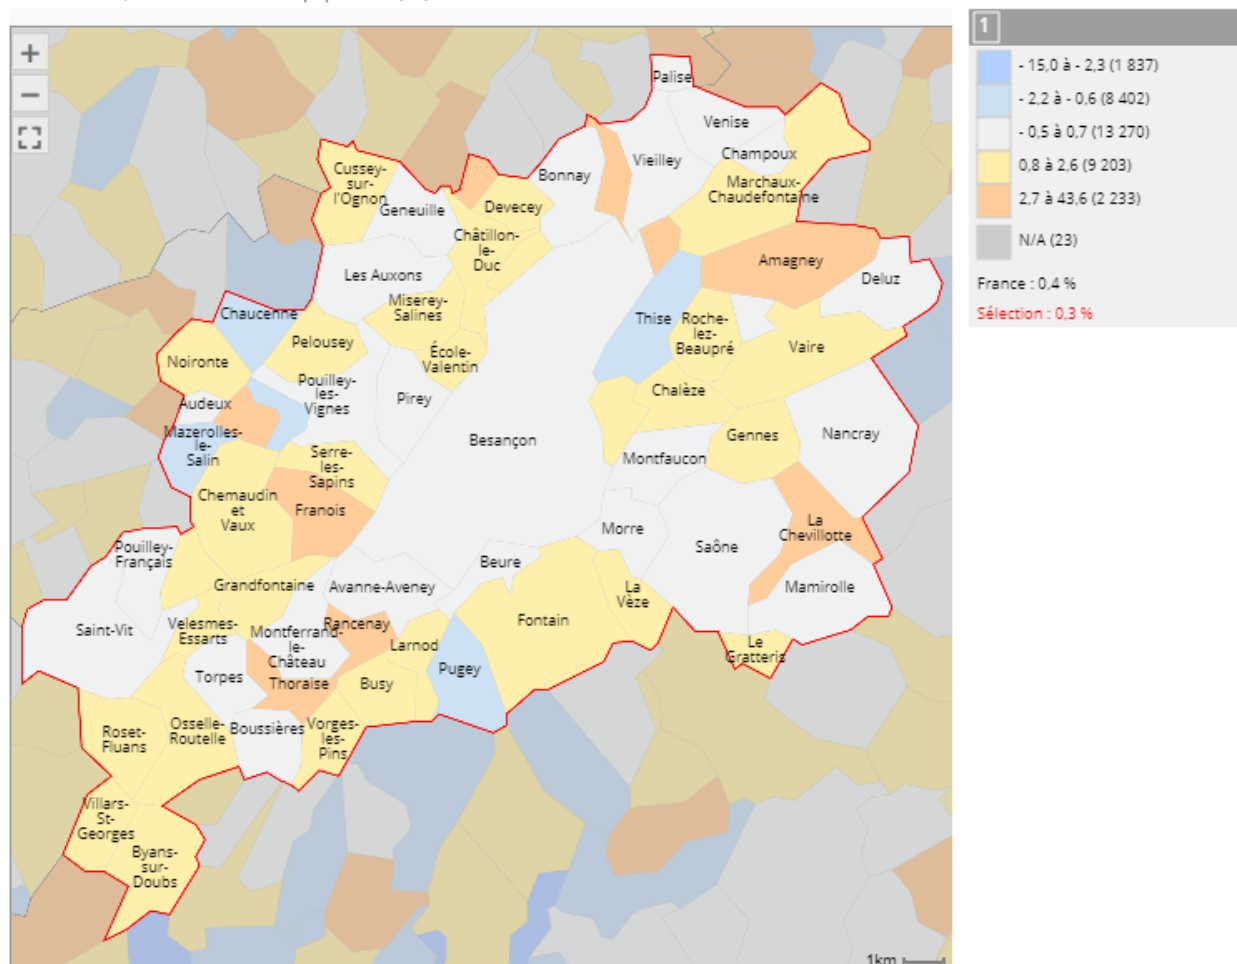 +
−
Palise
Venise
Champoux
Vieilley
Bonnay
Marchaux-
Chaudefontaine
Cussey-
sur-
l'Ognon
Geneuille
Devecey
Châtillon-
le-
Duc
Les Auxons
Amagney
Deluz
Miserey-
Salines
Chaucenne
Thise
Roche-
lez-
Beaupré
Vaire
Pelousey
École-
Valentin
Noironte
Pouilley-
les-
Vignes
Pirey
Chalèze
Audeux
Mazerolles-
le-
Salin
Besançon
Gennes
Nancray
Montfaucon
Serre-
les-
Sapins
Chemaudin
et
Vaux
Franois
La
Chevillotte
Morre
Saône
Pouilley-
Français
Beure
Grandfontaine
Avanne-Aveney
Mamirolle
La
Vèze
Fontain
Saint-Vit
Velesmes-
Essarts
Montferrand-
le-
Château
Rancenay
Larnod
Le
Gratteris
Pugey
Torpes
Thoraise
Busy
Roset-
Fluans
Osselle-
Routelle
Boussières
Vorges-
les-
Pins
Villars-
St-
Georges
Byans-
sur-
Doubs
1km
1
- 15,0 à - 2,3 (1 837)
- 2,2 à - 0,6 (8 402)
- 0,5 à 0,7 (13 270)
0,8 à 2,6 (9 203)
2,7 à 43,6 (2 233)
N/A (23)
France : 0,4 %
Sélection : 0,3 %